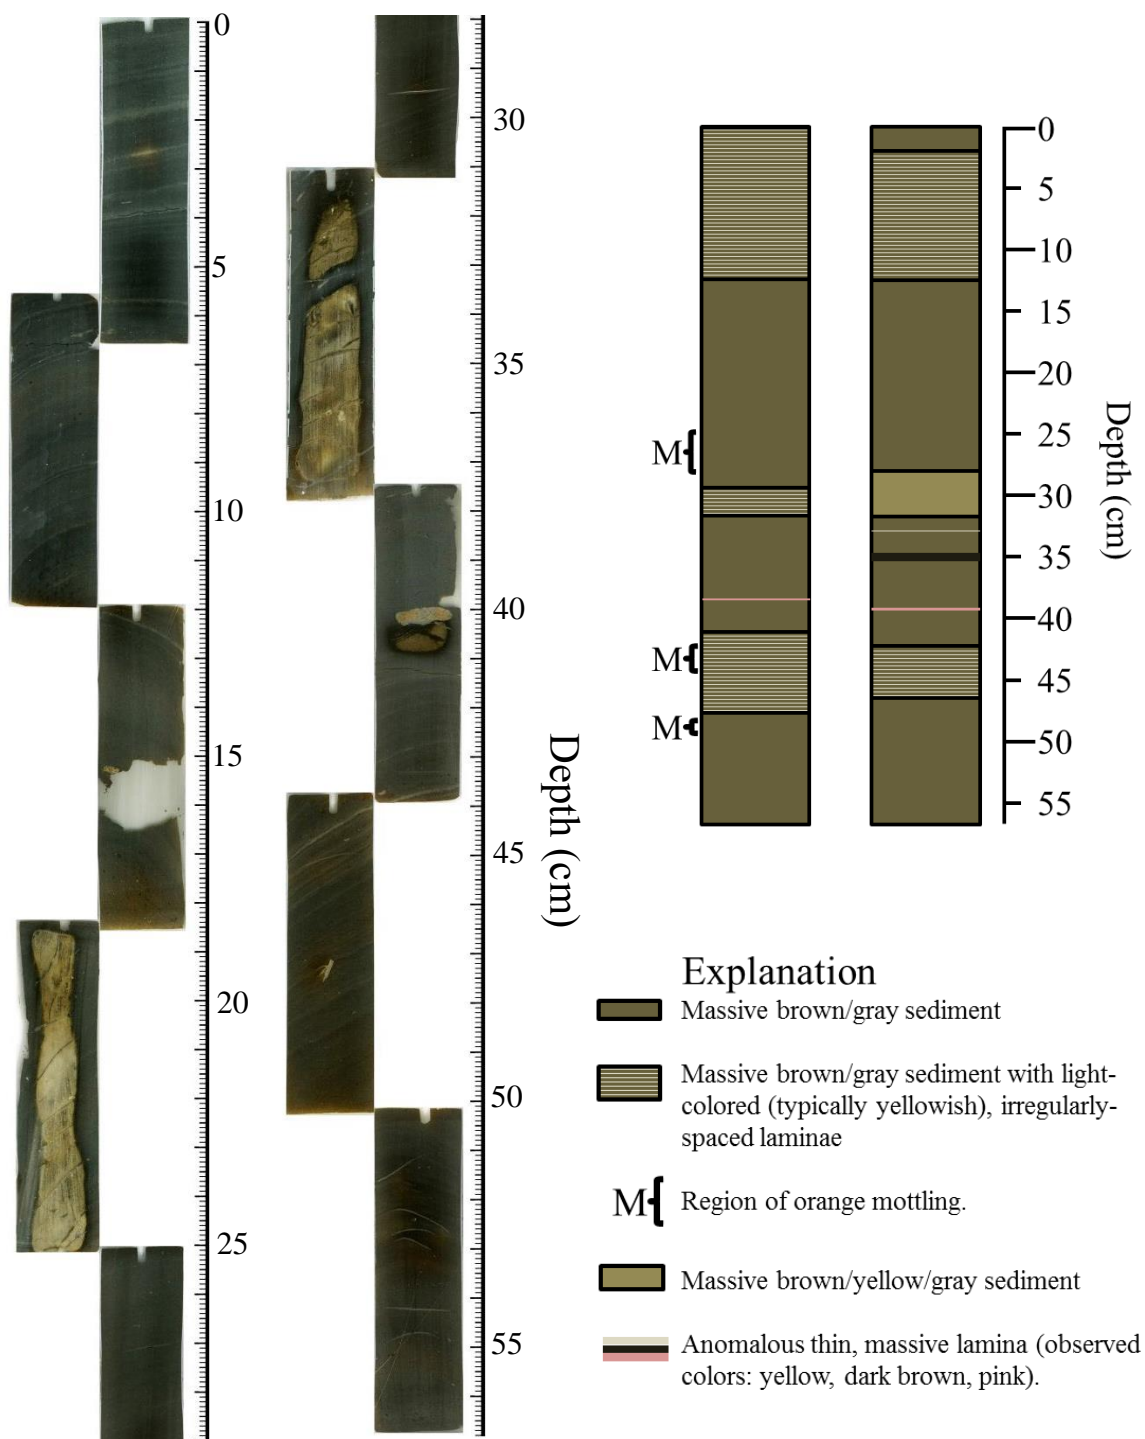 0
5
10
15
20
25
30
35
40
45
50
55
Depth (cm)
0
5
10
15
20
25
30
35
40
45
50
55
Depth (cm)
M
M
M
Explanation
Massive brown/gray sediment
Massive brown/gray sediment with light-
colored (typically yellowish), irregularly-
spaced laminae
M
Region of orange mottling.
Massive brown/yellow/gray sediment
Anomalous thin, massive lamina (observed
colors: yellow, dark brown, pink).